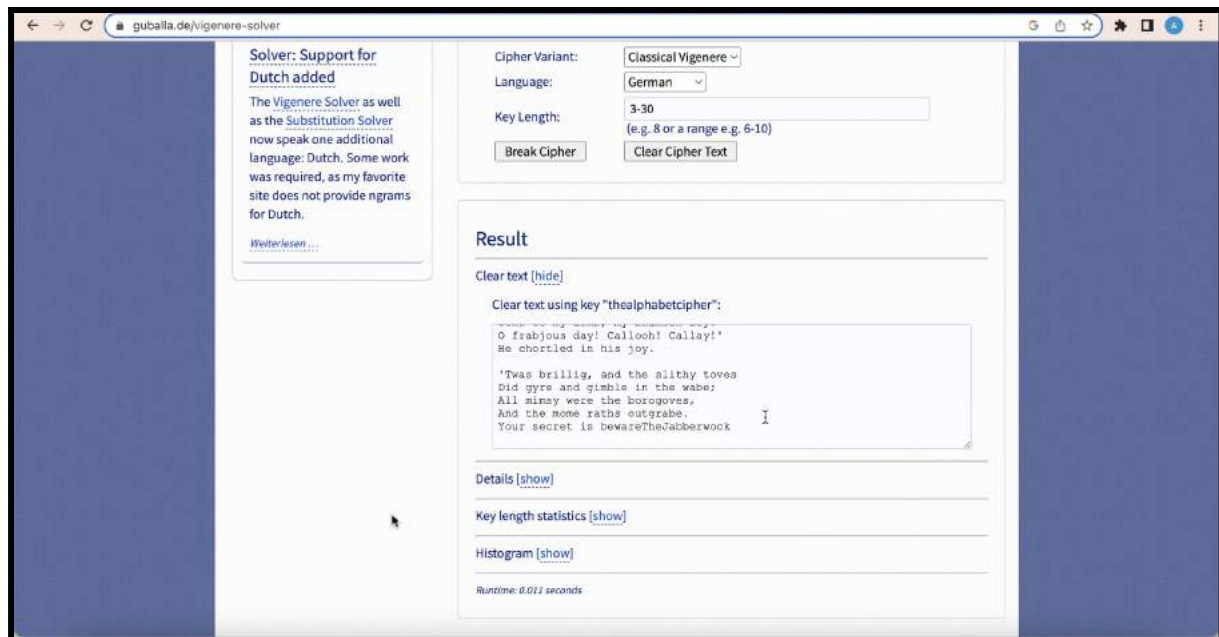 guballa.de/vigenere-solver
Solver: Support for
Dutch added
The Vigenere Solver as well
as the Substitution Solver
now speak one additional
language: Dutch. Some work
was required, as my favorite
site does not provide ngrams
for Dutch.
Weiterlesen ...
Cipher Variant: Classical Vigenere
Language: German
Key Length: 3-30
(e.g. 8 or a range e.g. 6-10)
Break Cipher Clear Cipher Text
Result
Clear text [hide]
Clear text using key "thealphabetcipher":
O frabjous day! Callooh! Callay!'
He chortled in his joy.
'Twas brillig, and the slithy toves
Did gyre and gimble in the wabe;
All mimsy were the borogoves,
And the mome raths outgrabe.
Your secret is bewareTheJabberwock
Details [show]
Key length statistics [show]
Histogram [show]
Runtime: 0.011 seconds